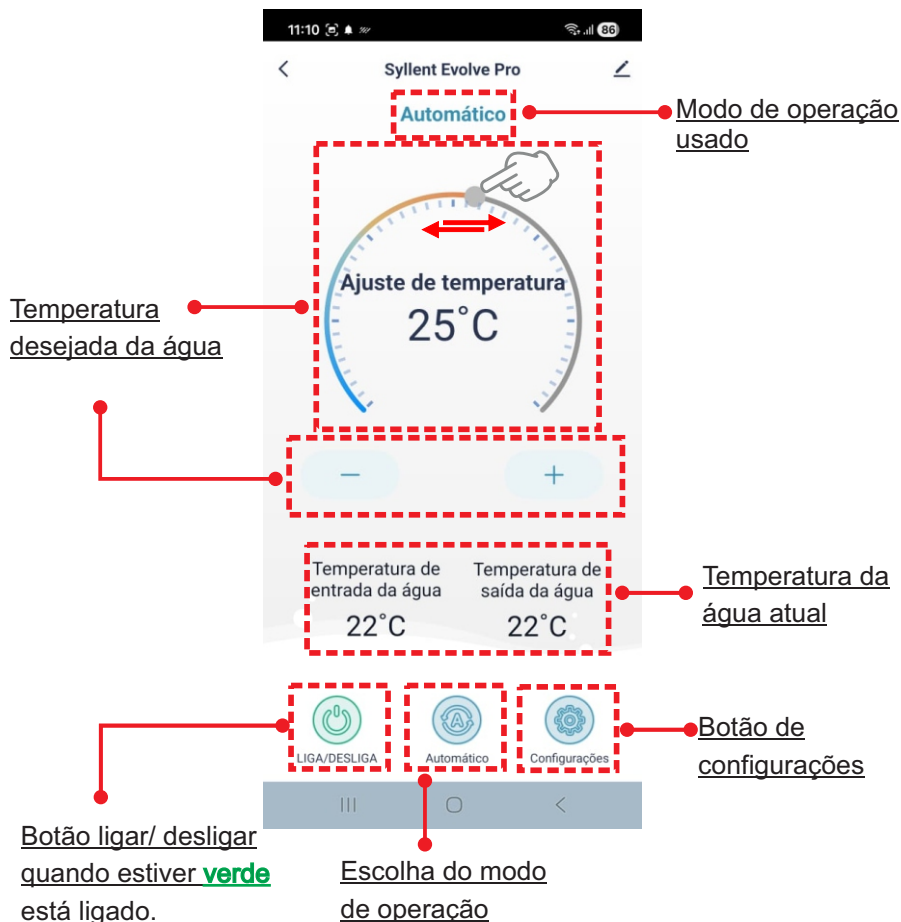 11:10
86
Syllent Evolve Pro
Automático
Modo de operação
usado
Ajuste de temperatura
25°C
Temperatura
desejada da água
− +
Temperatura de
entrada da água
22°C
Temperatura de
saída da água
22°C
Temperatura da
água atual
LIGA/DESLIGA
A
Automático
Configurações
Botão de
configurações
Botão ligar/ desligar
quando estiver verde
está ligado.
Escolha do modo
de operação